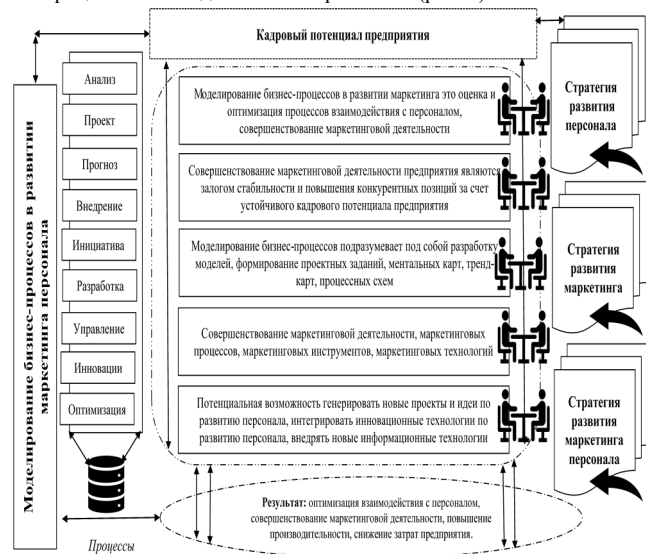 Кадровый потенциал предприятия
Моделирование бизнес-процессов в развитии
маркетинга персонала
Анализ
Проект
Прогноз
Внедрение
Инициатива
Разработка
Управление
Инновации
Оптимизация
Процессы
Моделирование бизнес-процессов в развитии маркетинга это оценка и
оптимизация процессов взаимодействия с персоналом,
совершенствование маркетинговой деятельности
Совершенствование маркетинговой деятельности предприятия являются
залогом стабильности и повышения конкурентных позиций за счет
устойчивого кадрового потенциала предприятия
Моделирование бизнес-процессов подразумевает под собой разработку
моделей, формирование проектных заданий, ментальных карт, тренд-
карт, процессных схем
Совершенствование маркетинговой деятельности, маркетинговых
процессов, маркетинговых инструментов, маркетинговых технологий
Потенциальная возможность генерировать новые проекты и идеи по
развитию персонала, интегрировать инновационные технологии по
развитию персонала, внедрять новые информационные технологии
Стратегия
развития
персонала
Стратегия
развития
маркетинга
Стратегия
развития
маркетинга
персонала
Результат: оптимизация взаимодействия с персоналом,
совершенствование маркетинговой деятельности, повышение
производительности, снижение затрат предприятия.